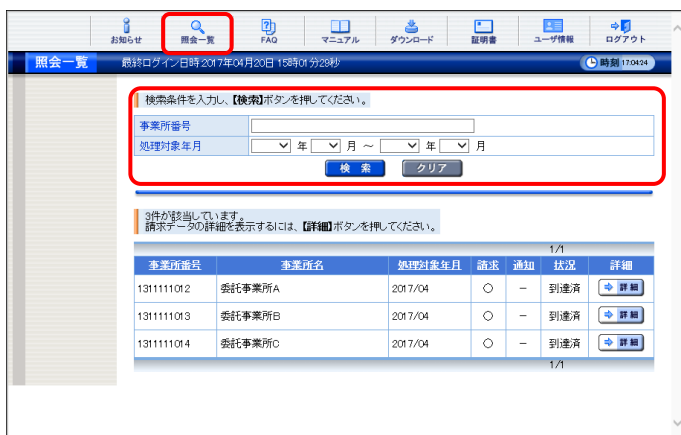 お知らせ 照会一覧 FAQ マニュアル ダウンロード 証明書 ユーザ情報 ログアウト
照会一覧 最終ログイン日時:2017年04月20日 15時01分29秒 時刻 17:04:24
検索条件を入力し、【検索】ボタンを押してください。
事業所番号
処理対象年月 年 月 ～ 年 月
検 索 クリア
3件が該当しています。
請求データの詳細を表示するには、【詳細】ボタンを押してください。
1/1
事業所番号 事業所名 処理対象年月 請求 通知 状況 詳細
1311111012 委託事業所A 2017/04 ○ － 到達済 詳細
1311111013 委託事業所B 2017/04 ○ － 到達済 詳細
1311111014 委託事業所C 2017/04 ○ － 到達済 詳細
1/1